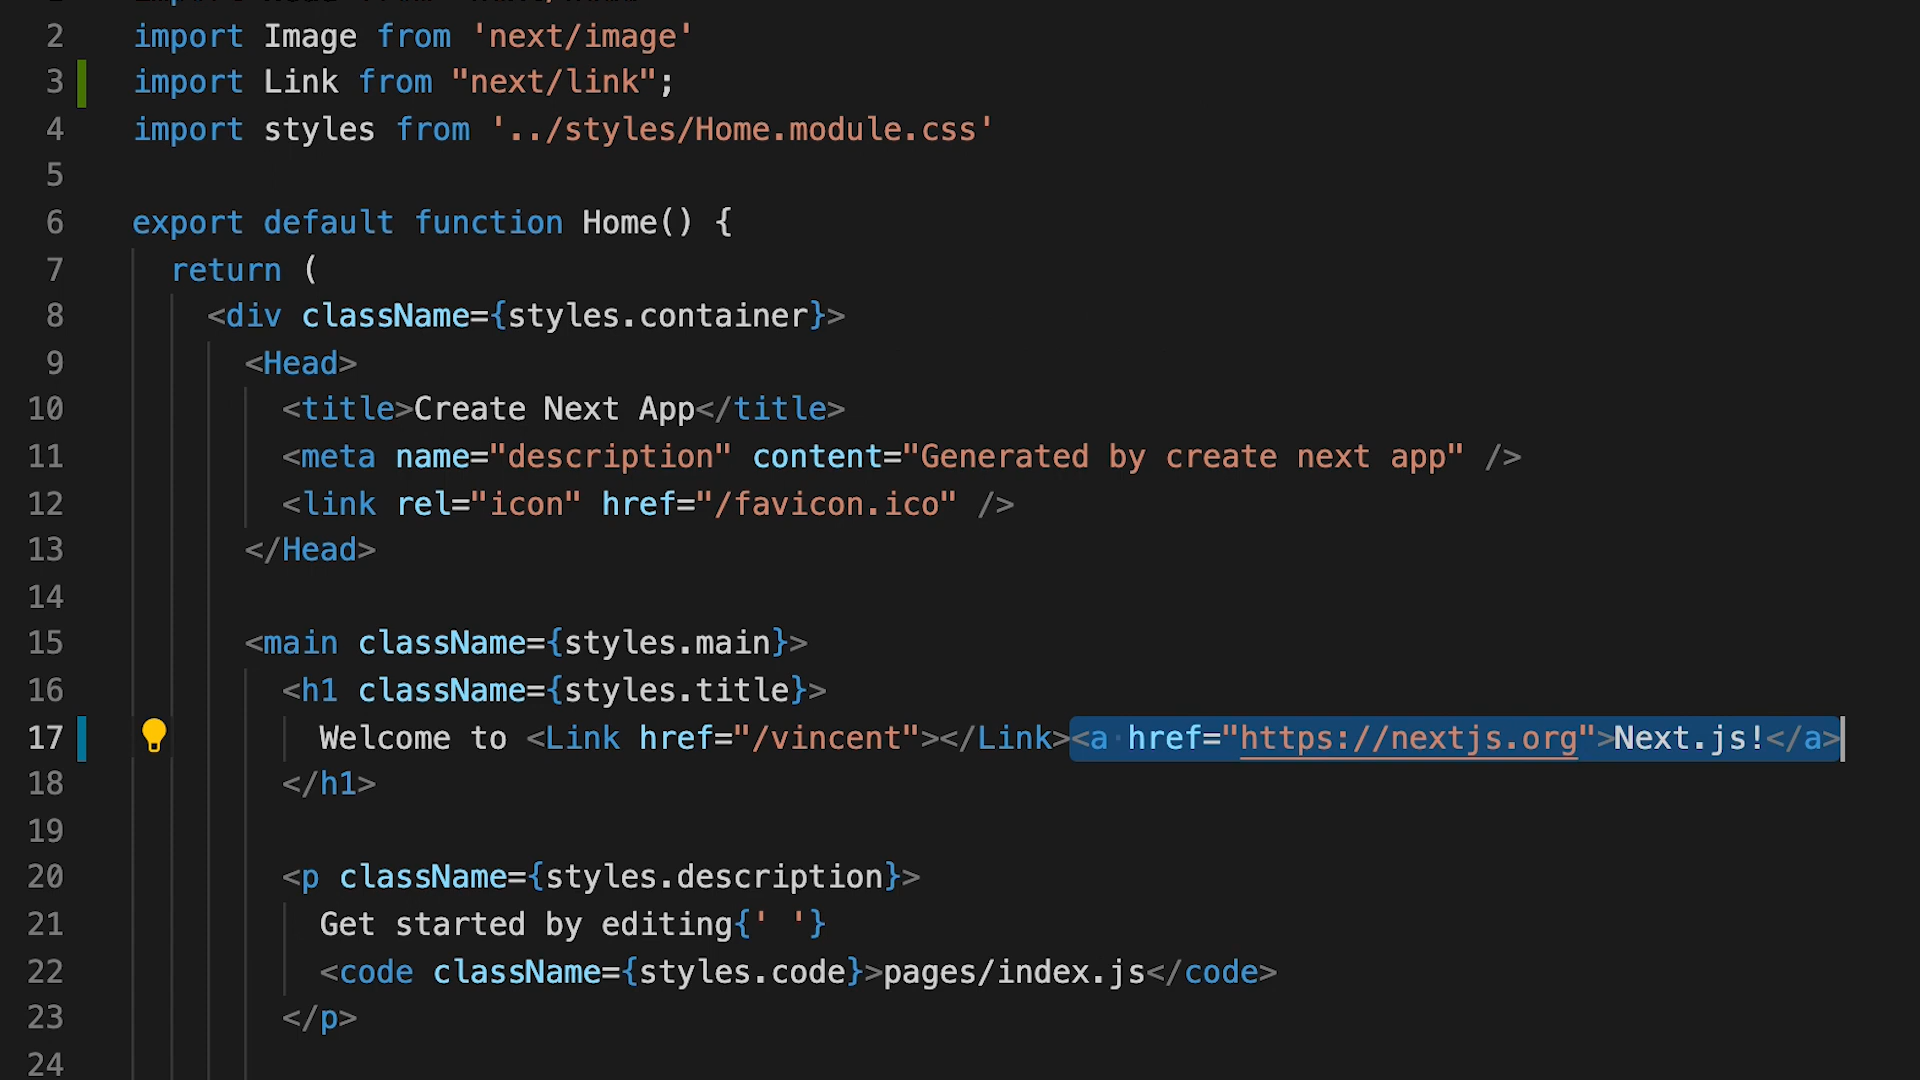 2 import Image from 'next/image'
3 import Link from "next/link";
4 import styles from '../styles/Home.module.css'
5
6 export default function Home() {
7 return (
8 <div className={styles.container}>
9 <Head>
10 <title>Create Next App</title>
11 <meta name="description" content="Generated by create next app" />
12 <link rel="icon" href="/favicon.ico" />
13 </Head>
14
15 <main className={styles.main}>
16 <h1 className={styles.title}>
17 Welcome to <Link href="/vincent"></Link><a href="https://nextjs.org">Next.js!</a>
18 </h1>
19
20 <p className={styles.description}>
21 Get started by editing{' '}
22 <code className={styles.code}>pages/index.js</code>
23 </p>
24